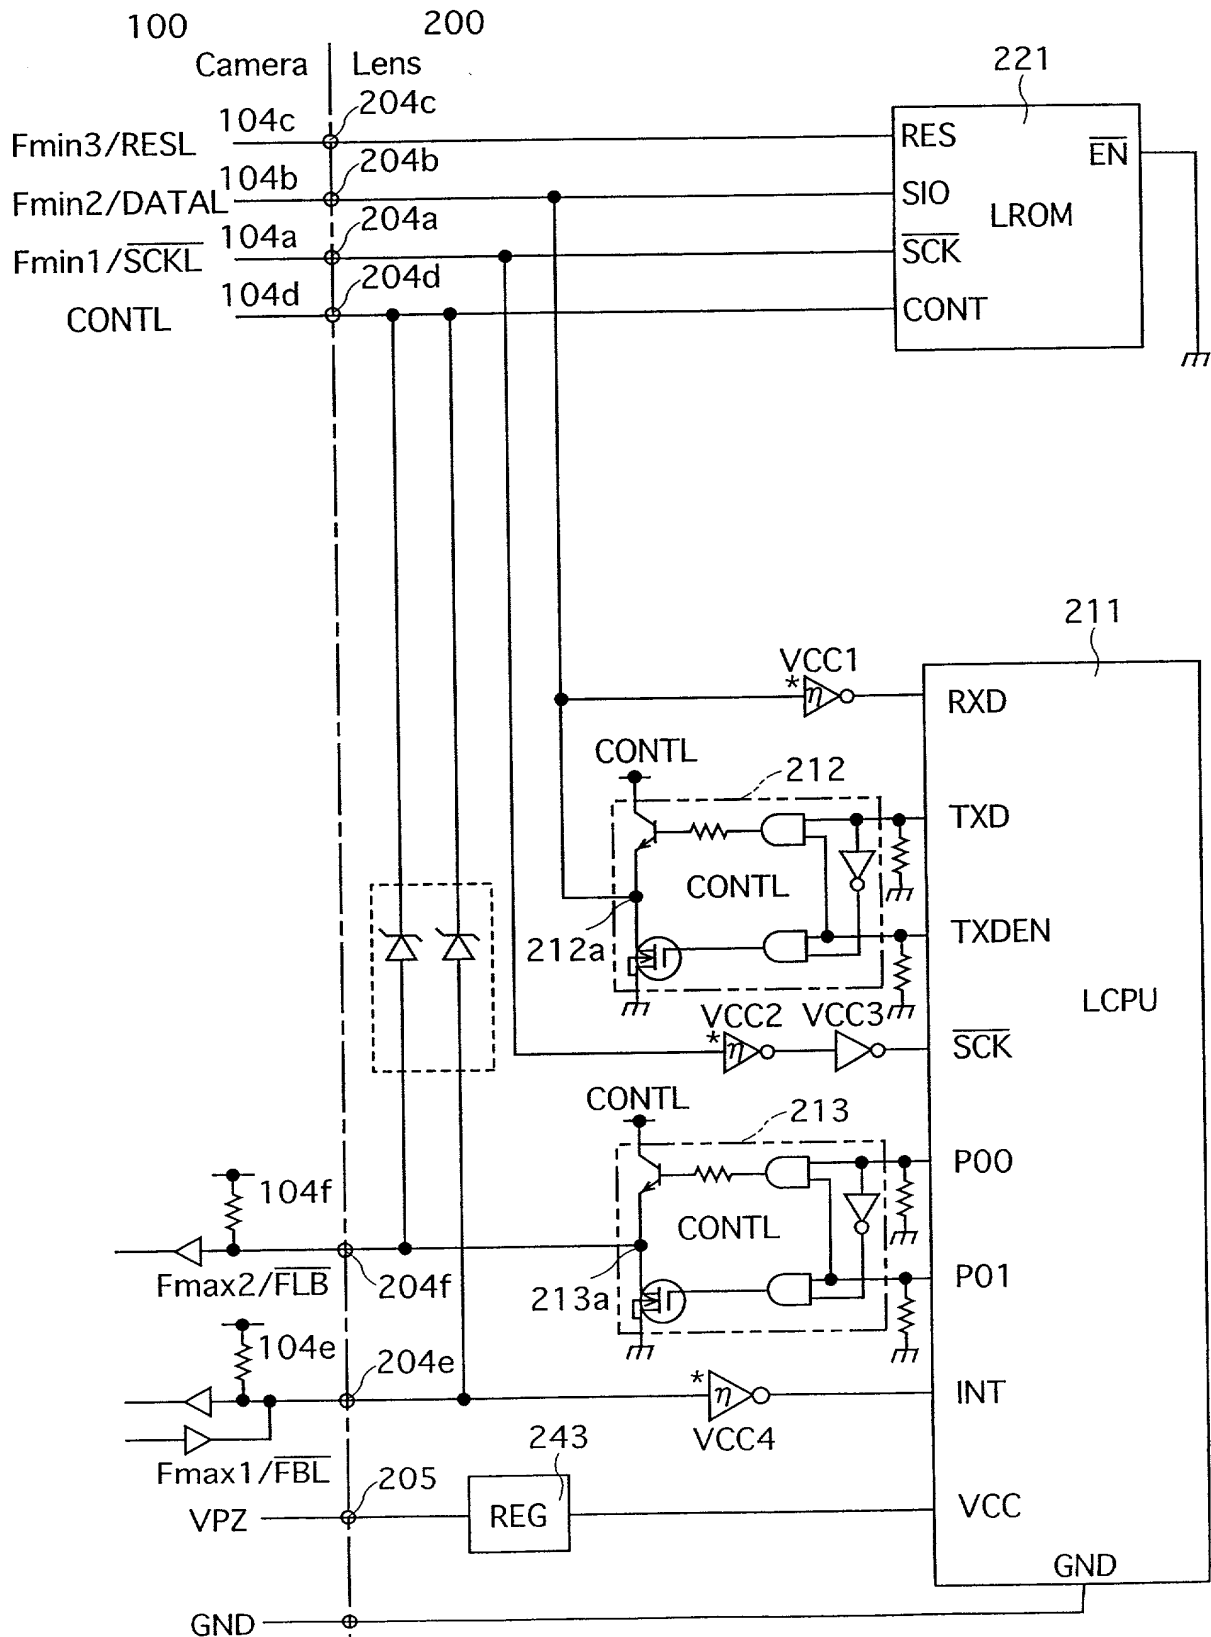 100 200
Camera Lens 221
104c 204c
Fmin3/RESL RES EN
104b 204b
Fmin2/DATAL SIO LROM
104a 204a
Fmin1/SCKL SCK
104d 204d
CONTL CONT
211
VCC1
* η RXD
CONTL 212
TXD
CONTL
212a TXDEN
VCC2 VCC3 LCPU
* η SCK
CONTL 213
P00
104f CONTL
Fmax2/FLB 204f 213a P01
104e 204e * η INT
VCC4
Fmax1/FBL 243
205
VPZ REG VCC
GND
GND